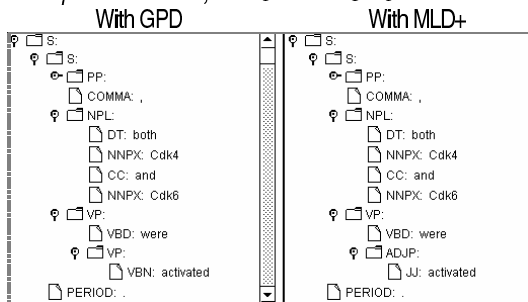 With GPD
S:
S:
PP:
COMMA: ,
NPL:
DT: both
NNPX: Cdk4
CC: and
NNPX: Cdk6
VP:
VBD: were
VP:
VBN: activated
PERIOD: .
With MLD+
S:
S:
PP:
COMMA: ,
NPL:
DT: both
NNPX: Cdk4
CC: and
NNPX: Cdk6
VP:
VBD: were
ADJP:
JJ: activated
PERIOD: .